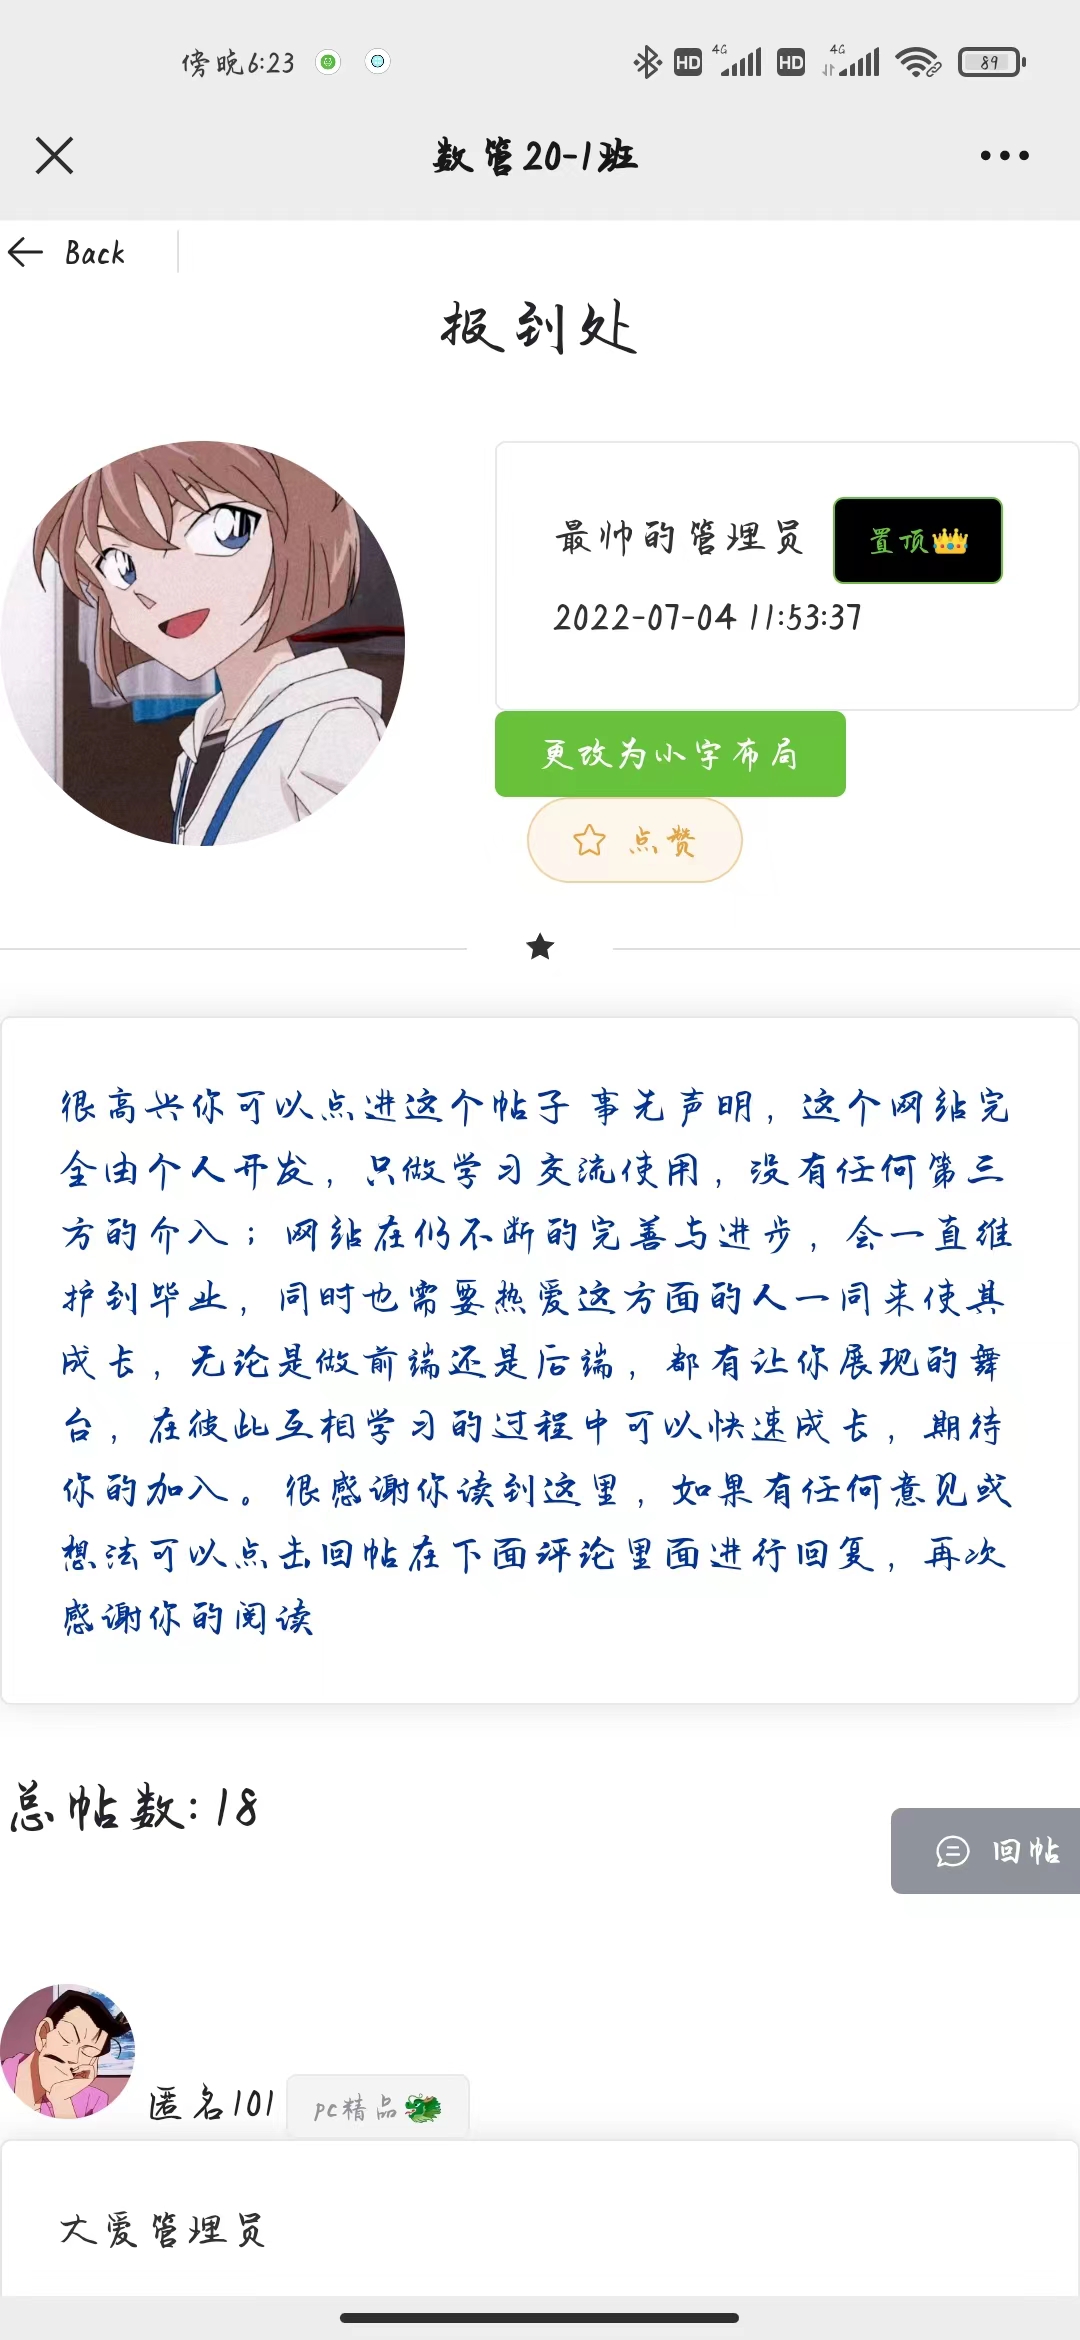 傍晚6:23
HD 4G HD 4G 89
数管20-1班
Back
报到处
最帅的管理员 置顶👑
2022-07-04 11:53:37
更改为小字布局
点赞
很高兴你可以点进这个帖子 事先声明，这个网站完
全由个人开发，只做学习交流使用，没有任何第三
方的介入；网站在仍不断的完善与进步，会一直维
护到毕业，同时也需要热爱这方面的人一同来使其
成长，无论是做前端还是后端，都有让你展现的舞
台，在彼此互相学习的过程中可以快速成长，期待
你的加入。很感谢你读到这里，如果有任何意见或
想法可以点击回帖在下面评论里面进行回复，再次
感谢你的阅读
总帖数: 18
回帖
匿名101 pc精品🐲
大爱管理员